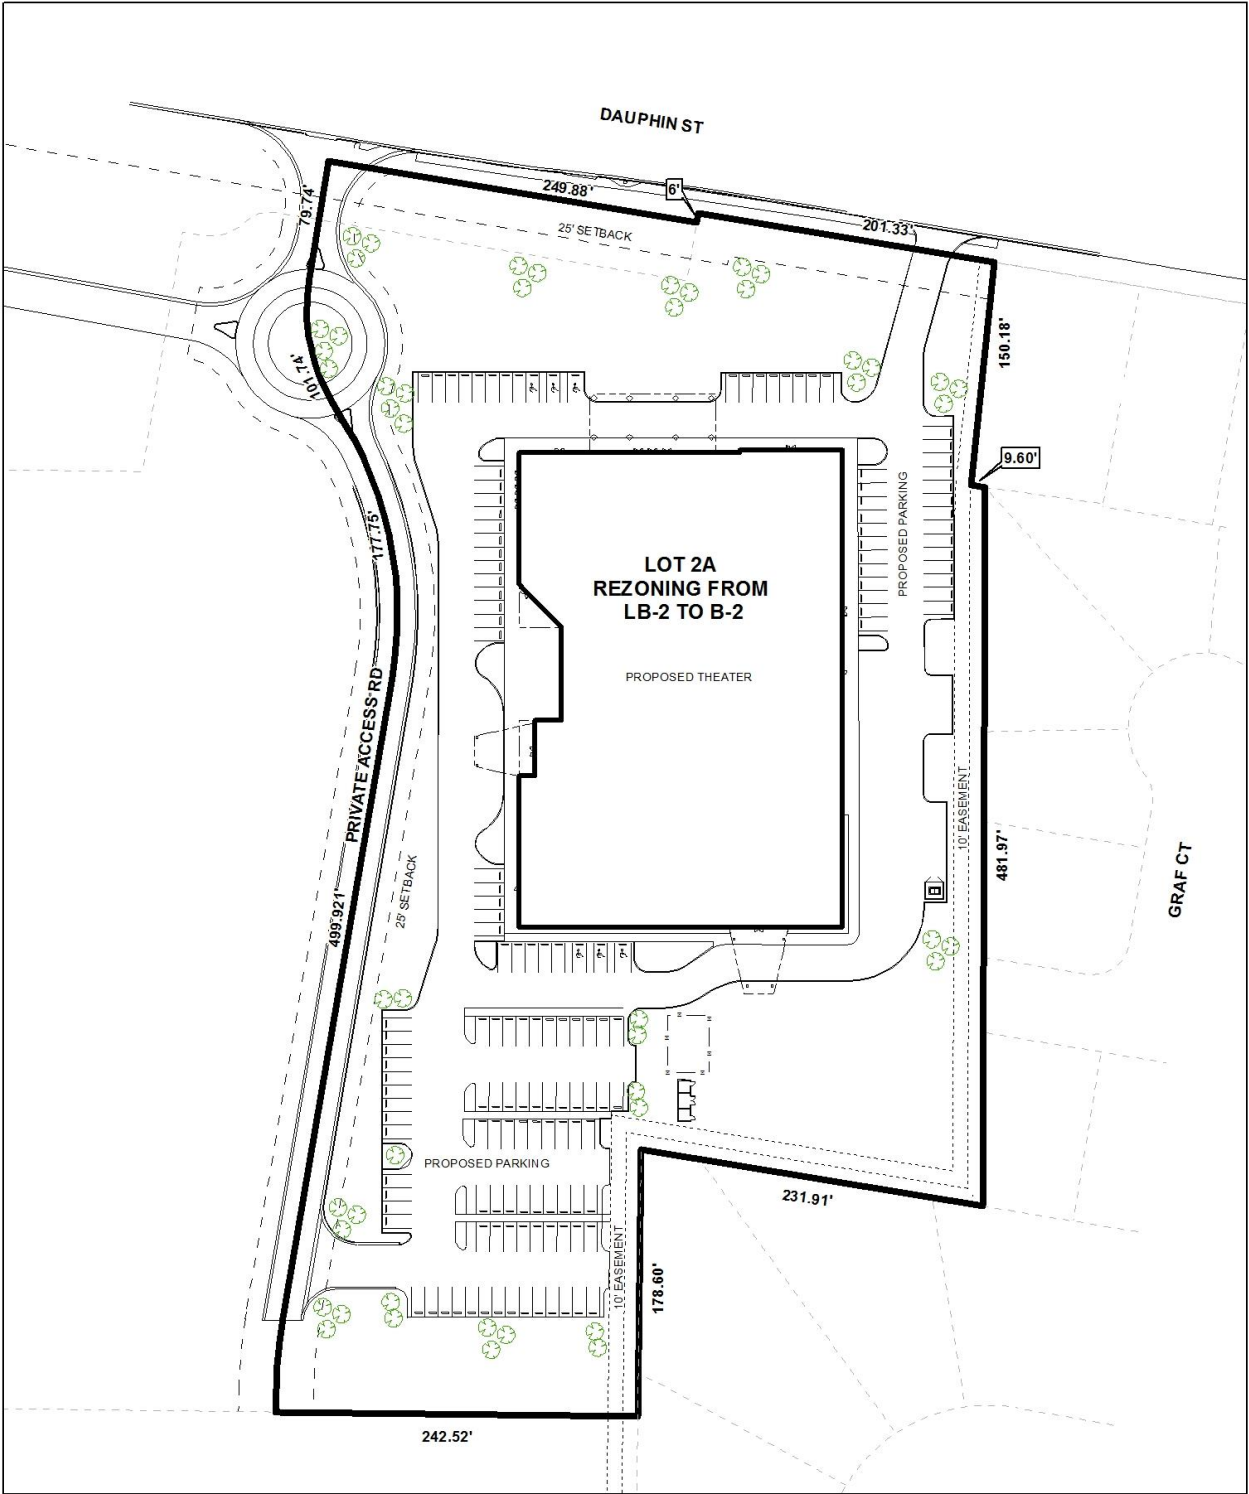 DAUPHIN ST
249.88'
6'
201.33'
79.74'
25' SETBACK
150.18'
101.74'
9.60'
PROPOSED PARKING
177.75'
LOT 2A
REZONING FROM
LB-2 TO B-2
PROPOSED THEATER
PRIVATE ACCESS RD
10' EASEMENT
481.97'
GRAF CT
25' SETBACK
499.921'
PROPOSED PARKING
231.91'
10' EASEMENT
178.60'
242.52'